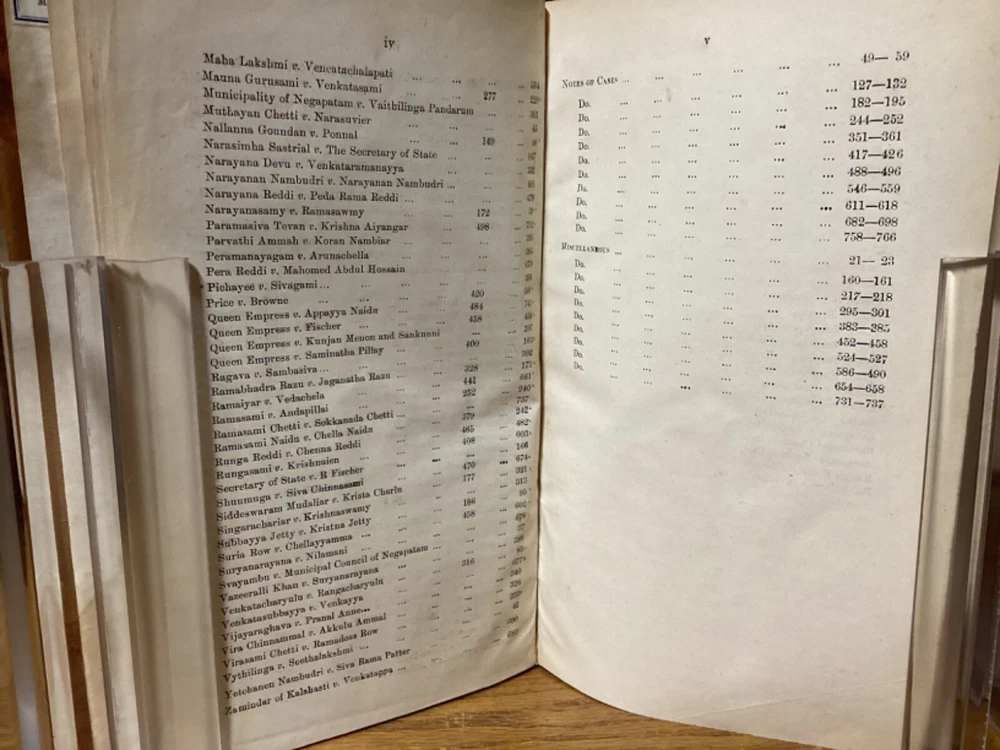 iv
Maha Lakshmi v. Vencatachalapati ... ... ...
Mauna Gurusami v. Venkatasami ... ... 277
Municipality of Negapatam v. Vaithilinga Pandarum ...
Muthayan Chetti v. Narasuvier ... ... ...
Nallanna Goundan v. Ponnal ... 149
Narasimha Sastrial v. The Secretary of State ... ...
Narayana Devu v. Venkataramanayya ... ...
Narayanan Nambudri v. Narayanan Nambudri ... ...
Narayana Reddi v. Peda Rama Reddi ... ... ...
Narayanasamy v. Ramasawmy ... 172
Paramasiva Tevan v. Krishna Aiyangar 498
Parvathi Ammah v. Koran Nambiar ... ...
Peramanayagam v. Arunachella ... ...
Pera Reddi v. Mahomed Abdul Hossain ... ...
Pichayee v. Sivagami ... ... ...
Price v. Browne ... ... 420
Queen Empress v. Appayya Naidu ... 484
Queen Empress v. Fischer ... ... 458
Queen Empress v. Kunjan Menon and Sankunni ...
Queen Empress v. Saminatha Pillay ... 400
Ragava v. Sambasiva ... ... ...
Ramabhadra Razu v. Jaganatha Razu ... 328
Ramaiyar v. Vedachela ... ... 441
Ramasami v. Andapillai ... ... 252
Ramasami Chetti v. Sokkanada Chetti ... ...
Ramasami Naidu v. Chella Naidu ... 379
Runga Reddi v. Chenna Reddi ... 465
Rungasami v. Krishnaien ... ... 408
Secretary of State v. R Fischer ... ...
Shunmuga v. Siva Chinnasami ... 470
Siddeswaram Mudaliar v. Krista Charlu 177
Singarachariar v. Krishnaswamy ... ...
Subbayya Jetty v. Kristna Jetty ... 186
Suria Row v. Chellayyamma ... ... 458
Suryanarayana v. Nilamani ... ...
Svayambu v. Municipal Council of Negapatam ... ...
Vazeeralli Khan v. Suryanarayana ... 316
Venkatacharyulu v. Rangacharyulu ... ...
Venkatasubbayya v. Venkayya ... ...
Vijayaraghava v. Pranal Anne... ... ...
Vira Chinnammal v. Akkulu Ammal ... ...
Virasami Chetti v. Ramadoss Row ... ...
Vythilinga v. Seethalakshmi ... ... ...
Yetchanen Nambudri v. Siva Rama Patter ... ...
Zamindar of Kalahasti v. Venkatappa ... ...
v
NOTES OF CASES ... ... ... ... ... 49— 59
Do. ... ... ... ... ... 127—132
Do. ... ... ... ... ... 182—195
Do. ... ... ... ... ... 244—252
Do. ... ... ... ... ... 351—361
Do. ... ... ... ... ... 417—426
Do. ... ... ... ... ... 488—496
Do. ... ... ... ... ... 546—559
Do. ... ... ... ... ... 611—618
Do. ... ... ... ... ... 682—698
Do. ... ... ... ... ... 758—766
MISCELLANEOUS ... ... ... ... ... 21— 23
Do. ... ... ... ... ... 160—161
Do. ... ... ... ... ... 217—218
Do. ... ... ... ... ... 295—301
Do. ... ... ... ... ... 383—385
Do. ... ... ... ... ... 452—458
Do. ... ... ... ... ... 524—527
Do. ... ... ... ... ... 586—490
Do. ... ... ... ... ... 654—658
... ... ... ... 731—737